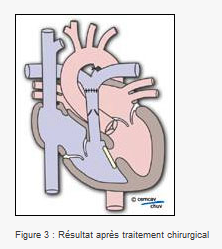 © cemcav
chuv
Figure 3 : Résultat après traitement chirurgical